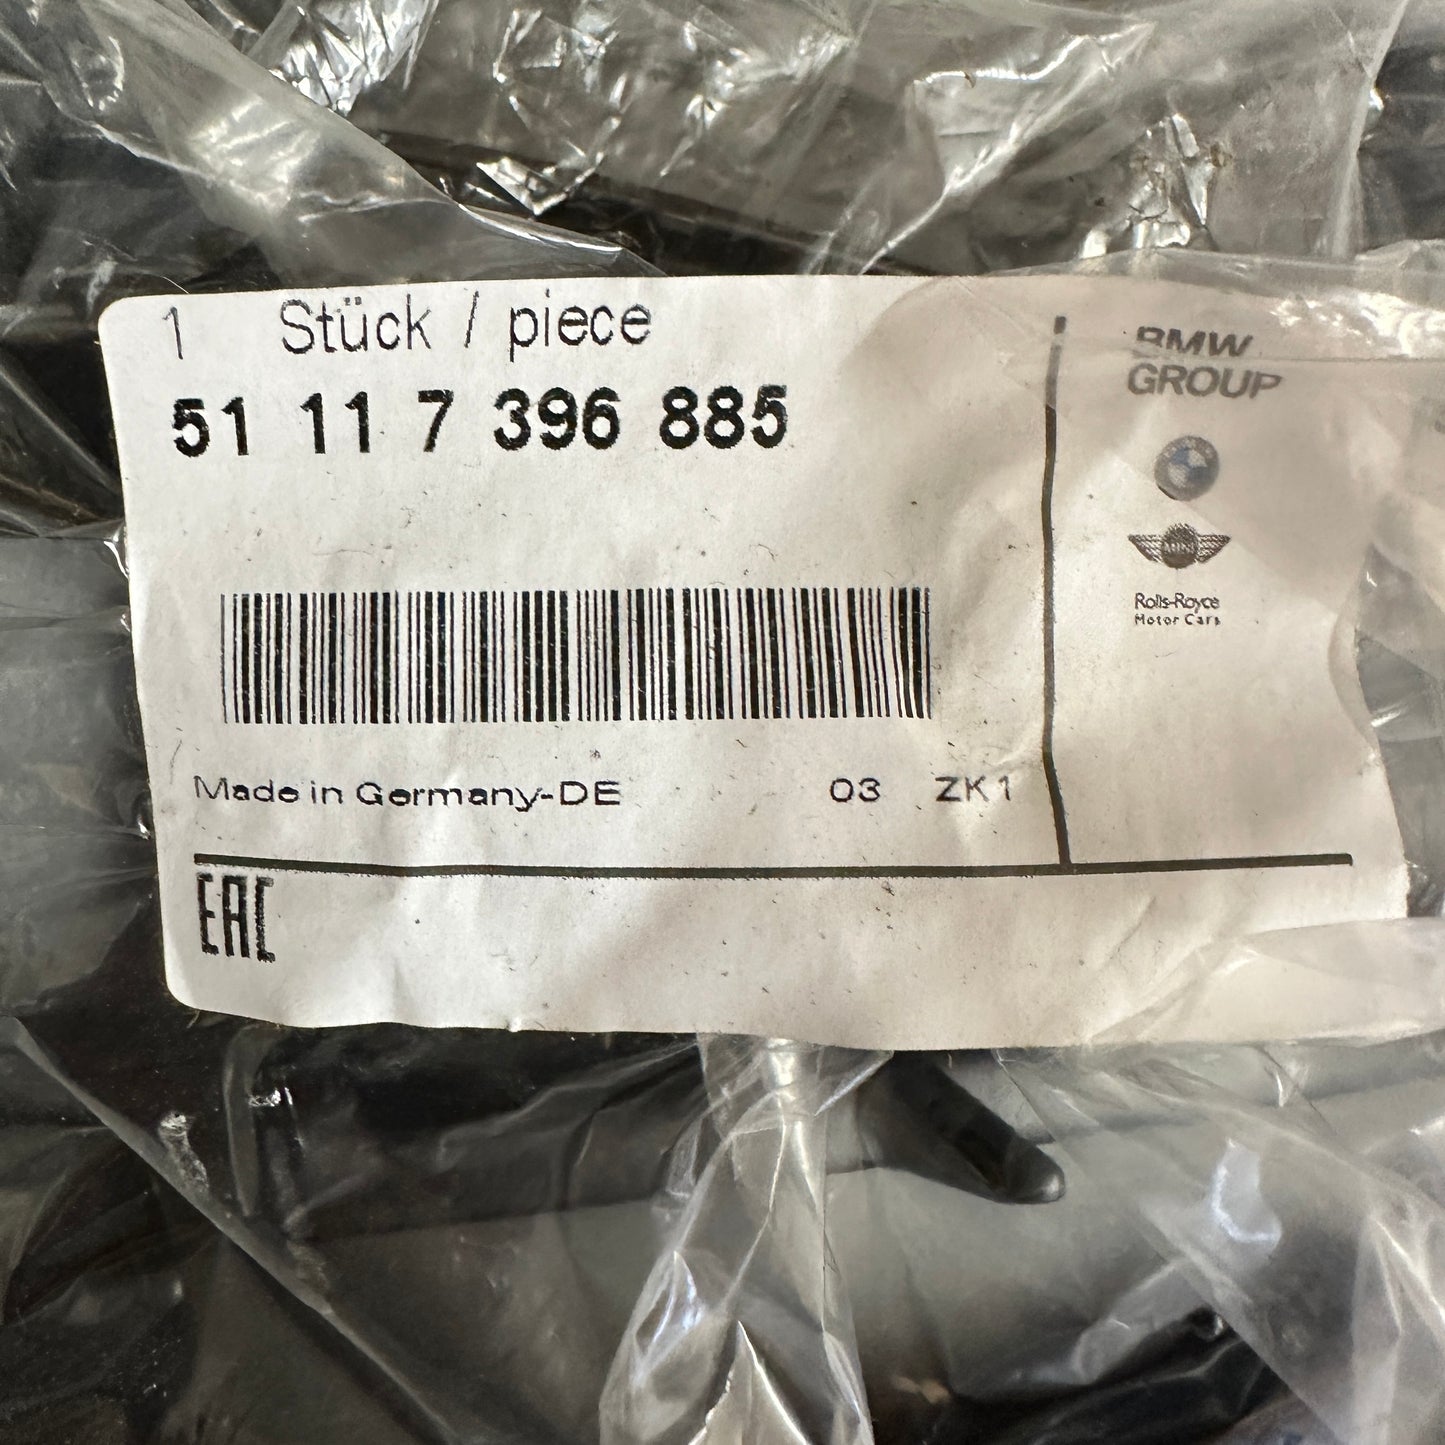 1 Stück / piece
51 11 7 396 885
Made in Germany-DE 03 ZK1
EAC
BMW
GROUP
MINI
Rolls-Royce
Motor Cars